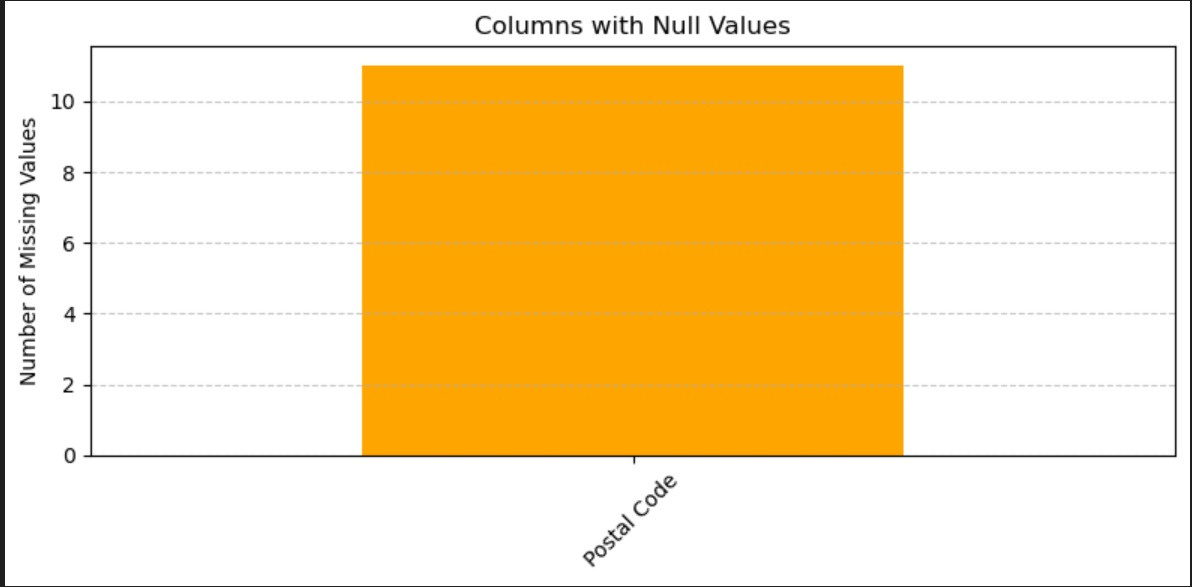 Columns with Null Values
Number of Missing Values
10
8
6
4
2
0
Postal Code